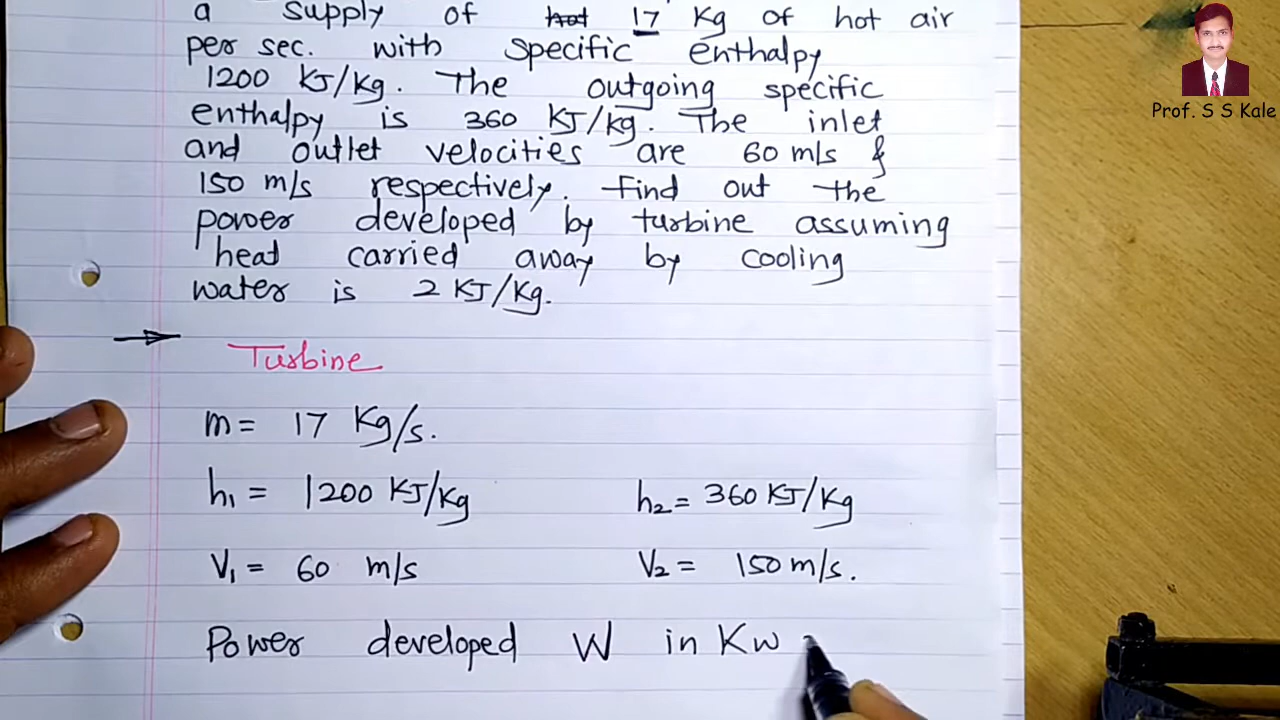 a supply of hot 17 Kg of hot air
per sec. with specific enthalpy
1200 KJ/Kg. The outgoing specific
enthalpy is 360 KJ/kg. The inlet
and outlet velocities are 60 m/s &
150 m/s respectively. Find out the
power developed by turbine assuming
heat carried away by cooling
water is 2 KJ/Kg.
Turbine
m = 17 Kg/s.
h1 = 1200 KJ/Kg h2 = 360 KJ/Kg
V1 = 60 m/s V2 = 150 m/s.
Power developed W in Kw
Prof. S S Kale